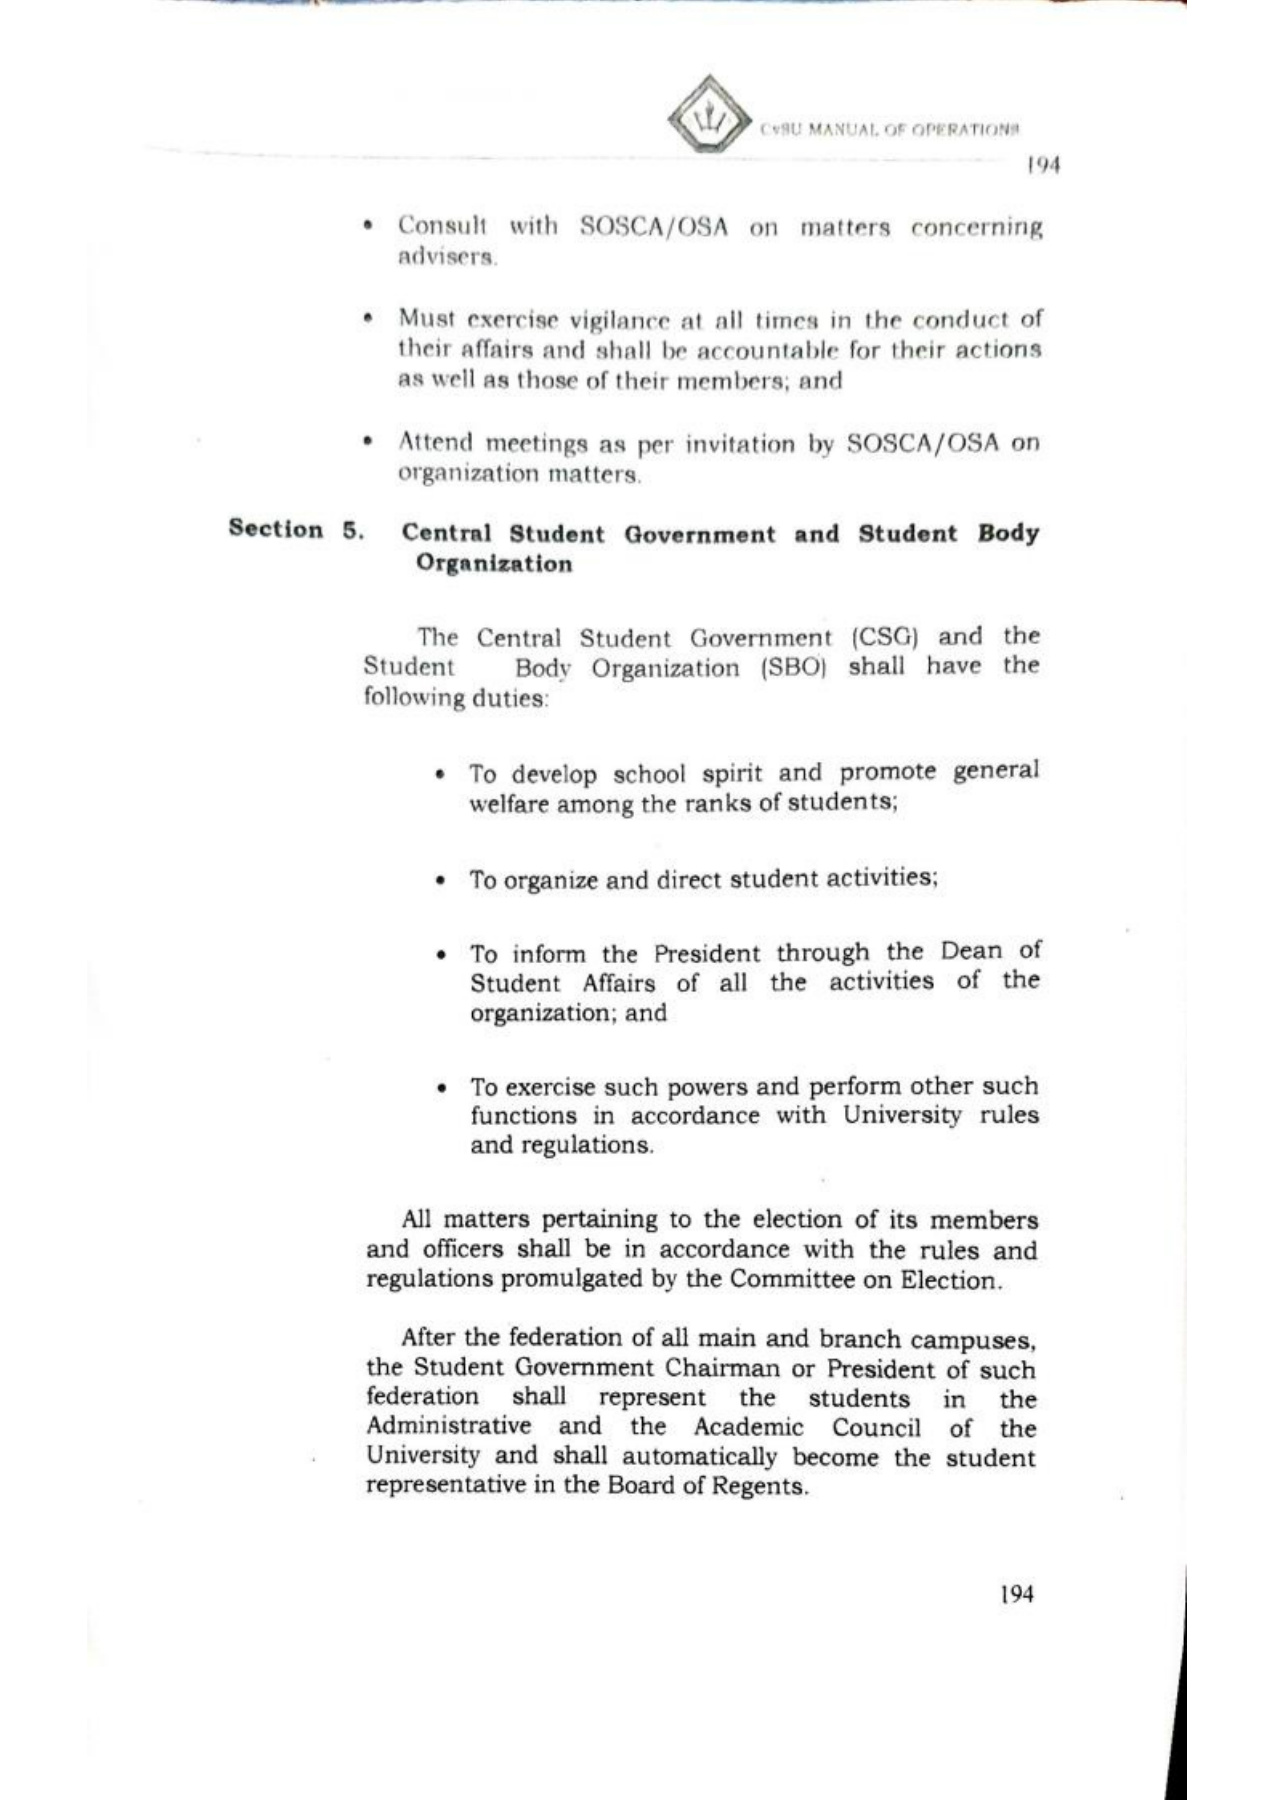 CvSU MANUAL OF OPERATIONS
194
• Consult with SOSCA/OSA on matters concerning
advisers.
• Must exercise vigilance at all times in the conduct of
their affairs and shall be accountable for their actions
as well as those of their members; and
• Attend meetings as per invitation by SOSCA/OSA on
organization matters.
Section 5. Central Student Government and Student Body
Organization
The Central Student Government (CSG) and the
Student Body Organization (SBO) shall have the
following duties:
• To develop school spirit and promote general
welfare among the ranks of students;
• To organize and direct student activities;
• To inform the President through the Dean of
Student Affairs of all the activities of the
organization; and
• To exercise such powers and perform other such
functions in accordance with University rules
and regulations.
All matters pertaining to the election of its members
and officers shall be in accordance with the rules and
regulations promulgated by the Committee on Election.
After the federation of all main and branch campuses,
the Student Government Chairman or President of such
federation shall represent the students in the
Administrative and the Academic Council of the
University and shall automatically become the student
representative in the Board of Regents.
194